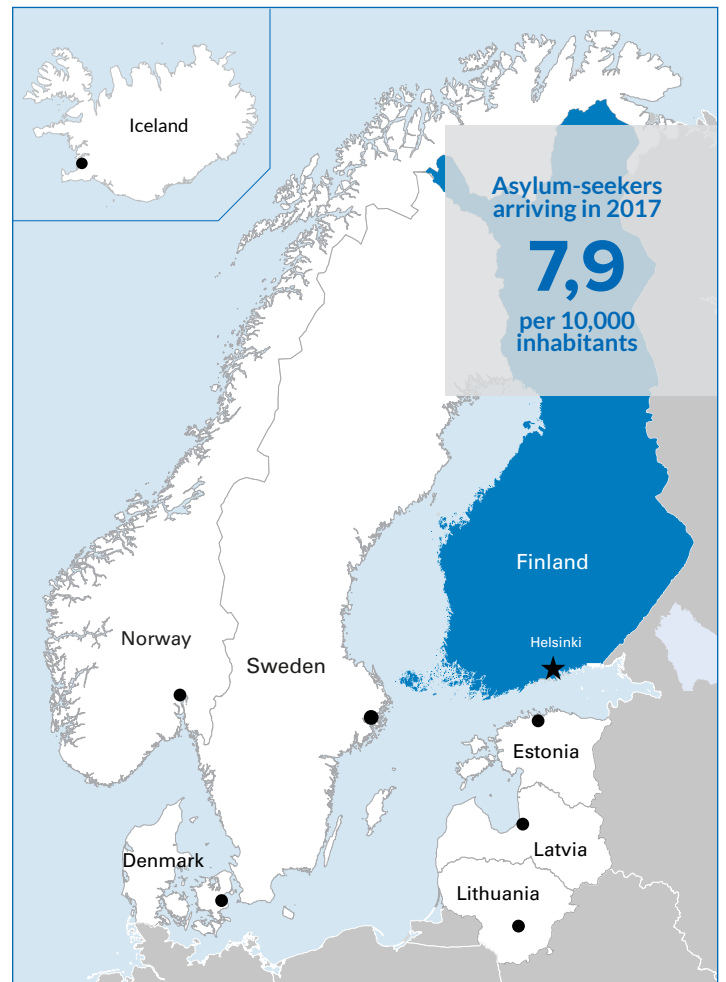 Iceland
Asylum-seekers
arriving in 2017
7,9
per 10,000
inhabitants
Finland
Helsinki
Norway
Sweden
Estonia
Latvia
Denmark
Lithuania